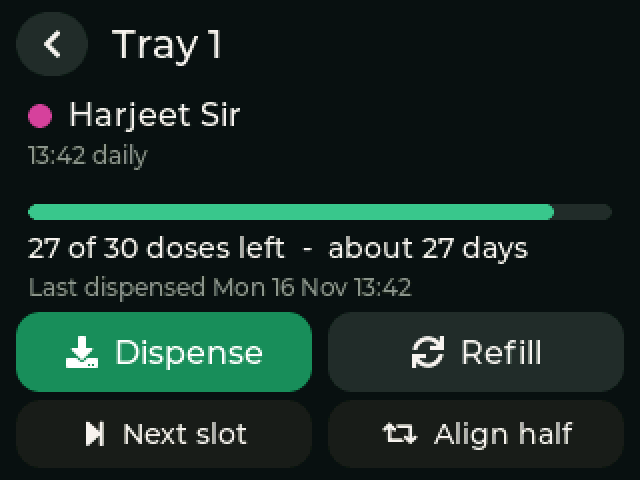 Tray 1
Harjeet Sir
13:42 daily
27 of 30 doses left - about 27 days
Last dispensed Mon 16 Nov 13:42
Dispense
Refill
Next slot
Align half